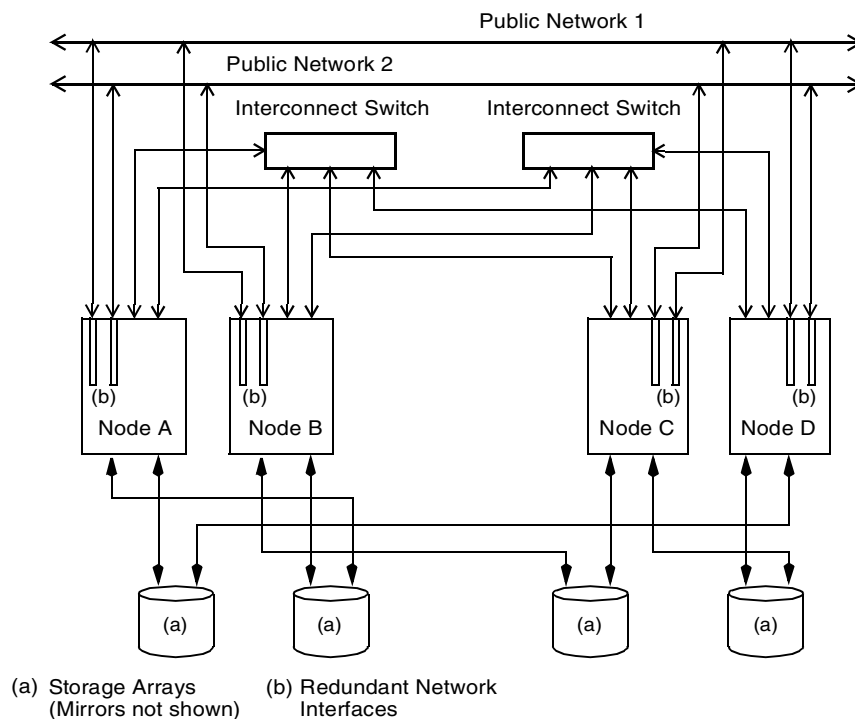 Public Network 1
Public Network 2
Interconnect Switch
Interconnect Switch
(b)
(b)
(b)
(b)
Node A
Node B
Node C
Node D
(a)
(a)
(a)
(a)
(a) Storage Arrays
(Mirrors not shown)
(b) Redundant Network
Interfaces